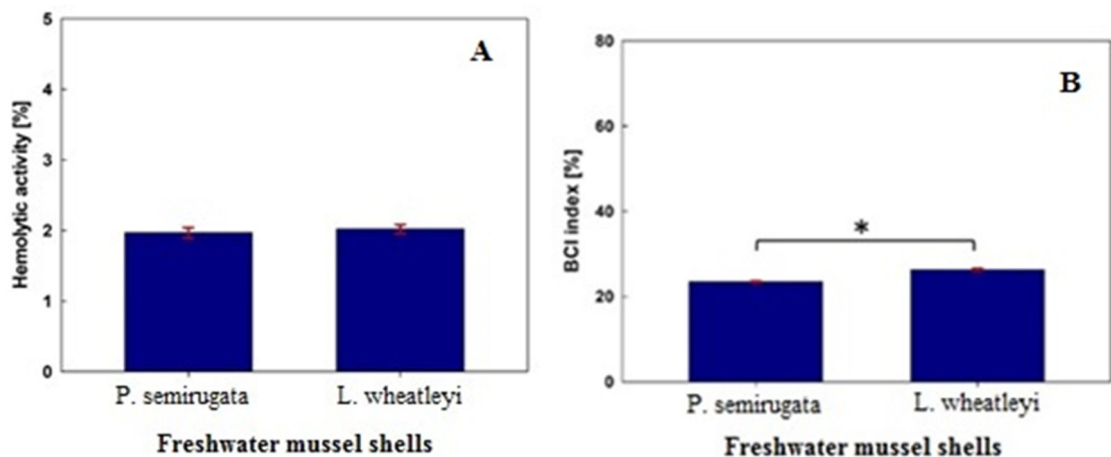 A
Hemolytic activity [%]
5
4
3
2
1
0
P. semirugata
L. wheatleyi
Freshwater mussel shells
B
BCI index [%]
80
60
40
20
0
*
P. semirugata
L. wheatleyi
Freshwater mussel shells